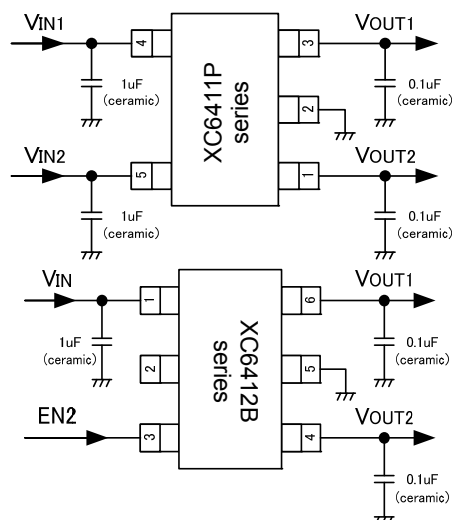 VIN1
4
3
VOUT1
1uF
(ceramic)
XC6411P
series
2
0.1uF
(ceramic)
VIN2
5
1
VOUT2
1uF
(ceramic)
0.1uF
(ceramic)
VIN
1
6
VOUT1
1uF
(ceramic)
2
XC6412B
series
5
0.1uF
(ceramic)
EN2
3
4
VOUT2
0.1uF
(ceramic)